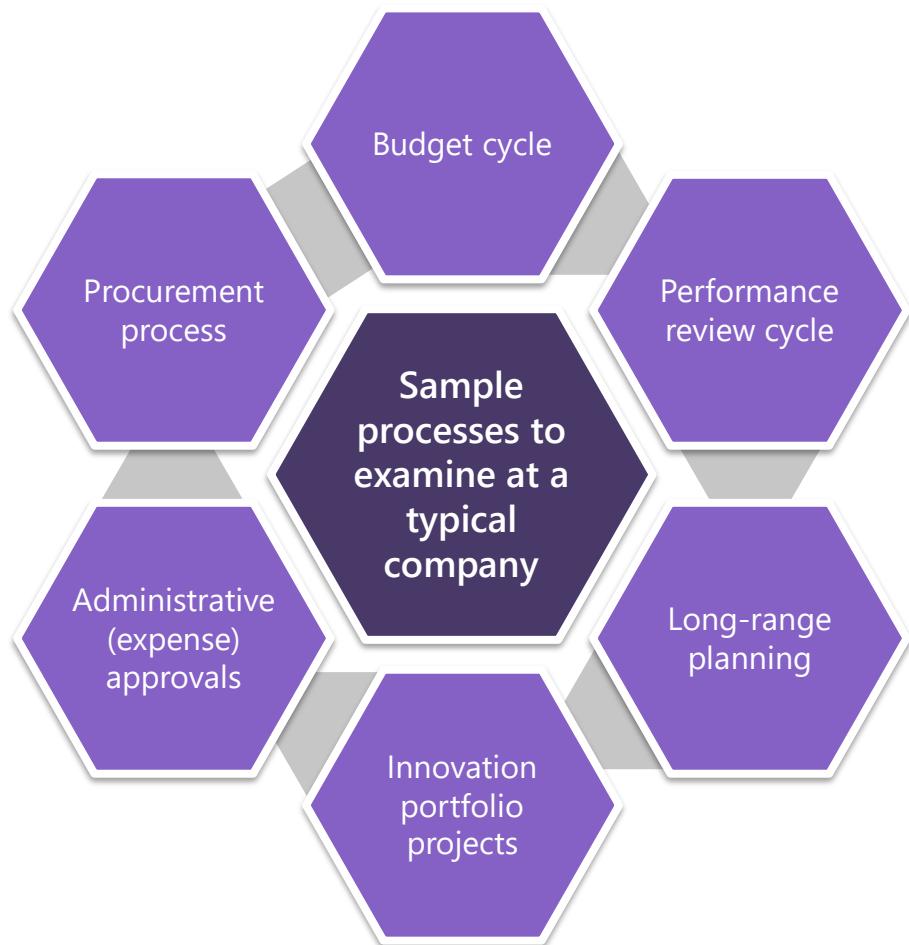 Budget cycle
Procurement
process
Performance
review cycle
Sample
processes to
examine at a
typical
company
Administrative
(expense)
approvals
Long-range
planning
Innovation
portfolio
projects